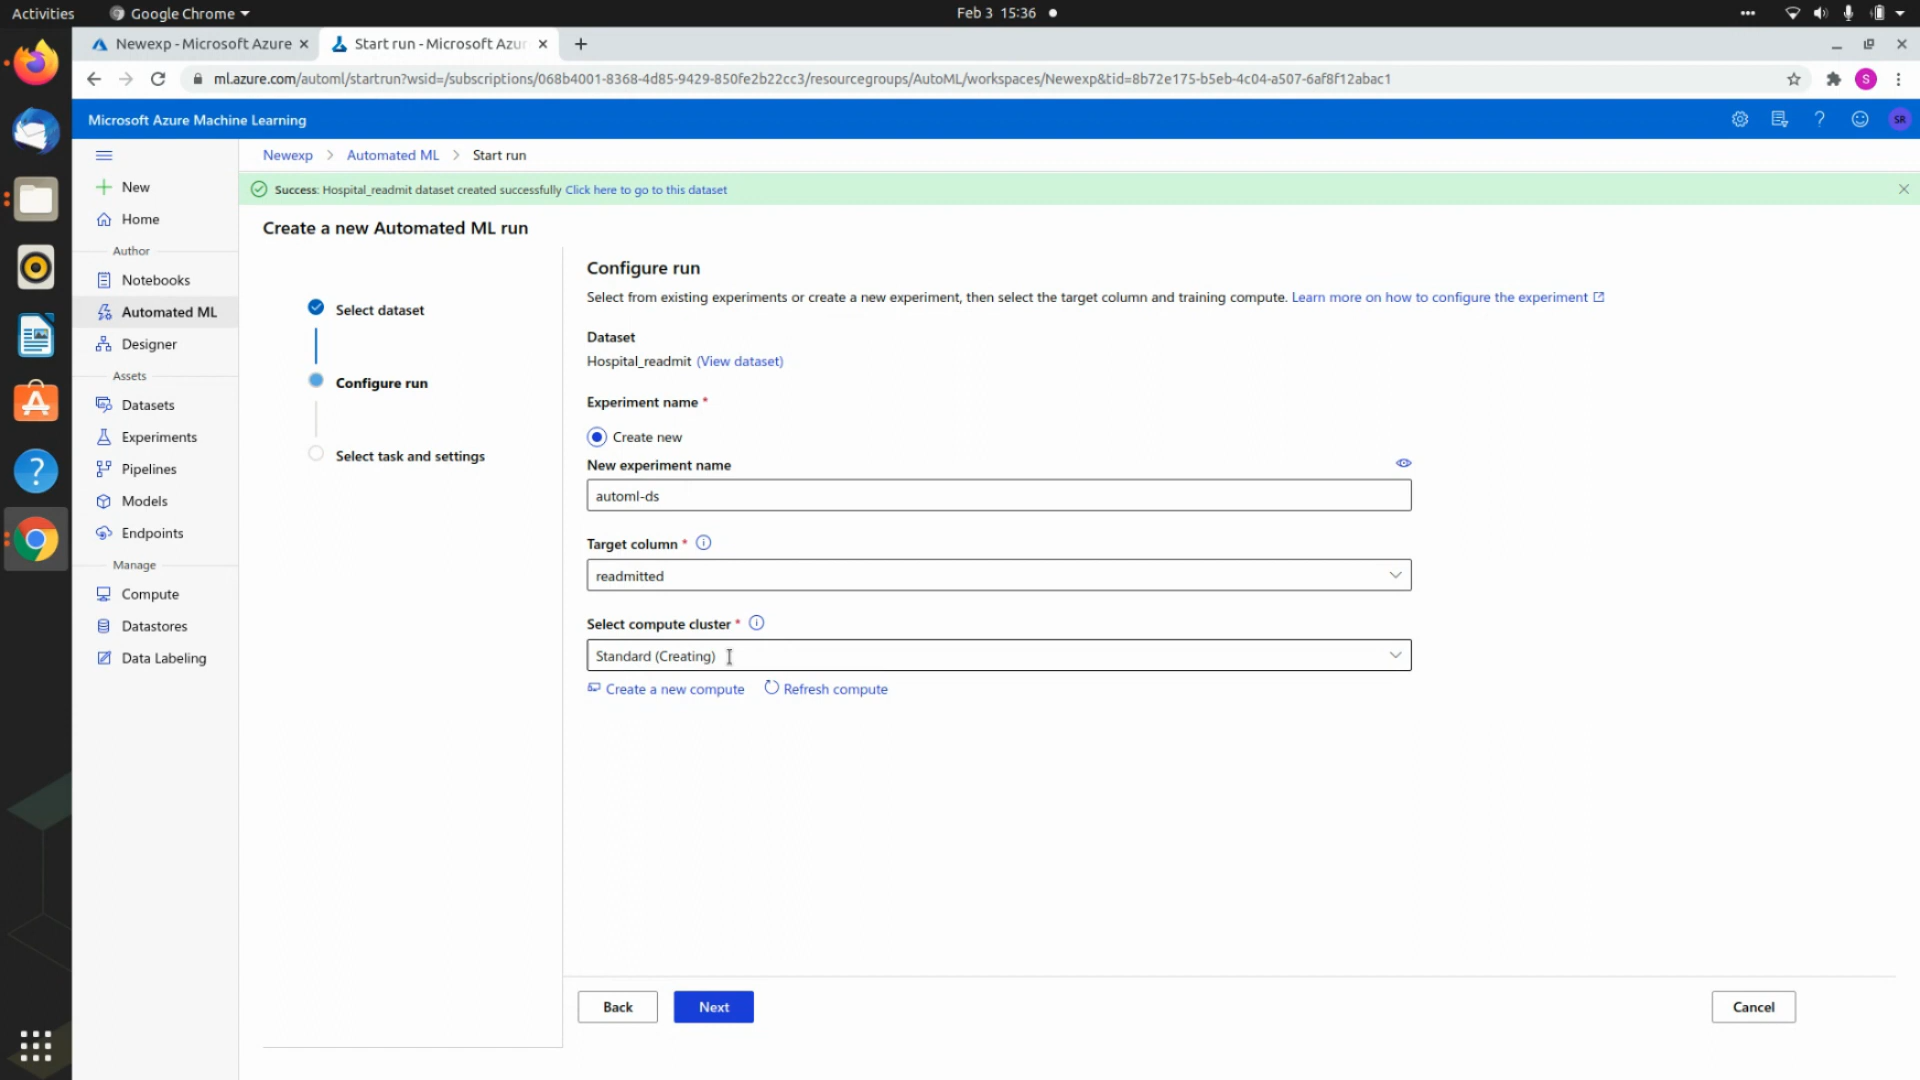 Activities
Google Chrome
Feb 3 15:36
Newexp - Microsoft Azure
Start run - Microsoft Azur
ml.azure.com/automl/startrun?wsid=/subscriptions/068b4001-8368-4d85-9429-850fe2b22cc3/resourcegroups/AutoML/workspaces/Newexp&tid=8b72e175-b5eb-4c04-a507-6af8f12abac1
S
Microsoft Azure Machine Learning
SR
New
Home
Author
Notebooks
Automated ML
Designer
Assets
Datasets
Experiments
Pipelines
Models
Endpoints
Manage
Compute
Datastores
Data Labeling
Newexp > Automated ML > Start run
Success: Hospital_readmit dataset created successfully Click here to go to this dataset
Create a new Automated ML run
Select dataset
Configure run
Select task and settings
Configure run
Select from existing experiments or create a new experiment, then select the target column and training compute. Learn more on how to configure the experiment
Dataset
Hospital_readmit (View dataset)
Experiment name *
Create new
New experiment name
automl-ds
Target column *
readmitted
Select compute cluster *
Standard (Creating)
Create a new compute
Refresh compute
Back
Next
Cancel